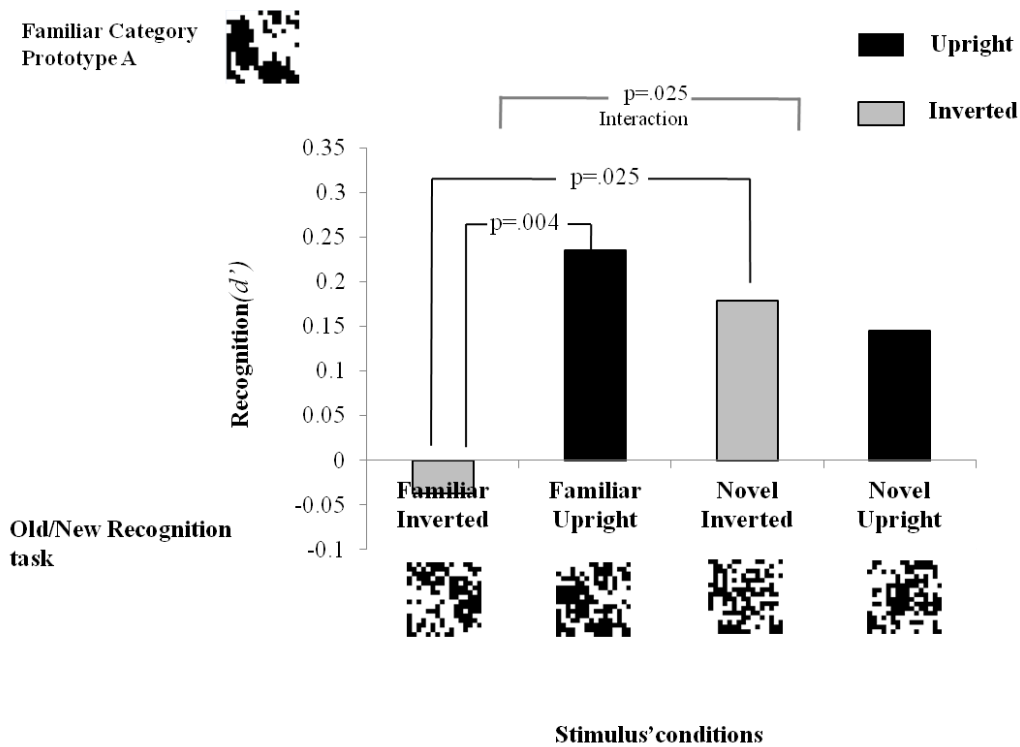 Familiar Category
Prototype A
Upright
Inverted
p=.025
Interaction
p=.025
p=.004
0.35
0.3
0.25
0.2
0.15
0.1
0.05
0
-0.05
-0.1
Recognition(d’)
Familiar
Inverted
Familiar
Upright
Novel
Inverted
Novel
Upright
Old/New Recognition
task
Stimulus’conditions